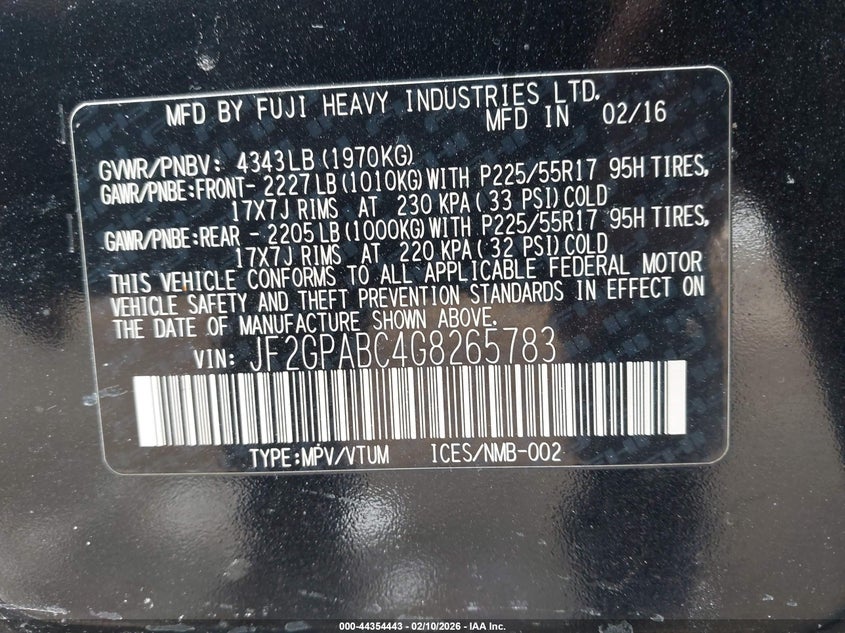 MFD BY FUJI HEAVY INDUSTRIES LTD.
MFD IN 02/16
GVWR/PNBV: 4343LB(1970KG)
GAWR/PNBE:FRONT- 2227LB(1010KG)WITH P225/55R17 95H TIRES,
17X7J RIMS AT 230 KPA( 33 PSI)COLD
GAWR/PNBE:REAR - 2205LB(1000KG)WITH P225/55R17 95H TIRES,
17X7J RIMS AT 220 KPA( 32 PSI)COLD
THIS VEHICLE CONFORMS TO ALL APPLICABLE FEDERAL MOTOR
VEHICLE SAFETY AND THEFT PREVENTION STANDARDS IN EFFECT ON
THE DATE OF MANUFACTURE SHOWN ABOVE.
VIN: JF2GPABC4G8265783
TYPE:MPV/VTUM ICES/NMB-002
000-44354443 - 02/10/2026 - IAA Inc.